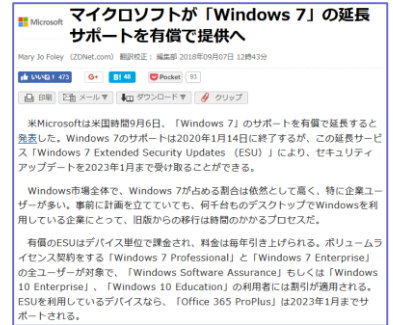 Microsoft
マイクロソフトが「Windows 7」の延長
サポートを有償で提供へ
Mary Jo Foley （ZDNet.com） 翻訳校正： 編集部 2018年09月07日 12時43分
いいね！ 473 G+ B! 48 Pocket 93
印刷 メール▼ ダウンロード▼ クリップ
米Microsoftは米国時間9月6日、「Windows 7」のサポートを有償で延長すると
発表した。Windows 7のサポートは2020年1月14日に終了するが、この延長サービ
ス「Windows 7 Extended Security Updates （ESU）」により、セキュリティ
アップデートを2023年1月まで受け取ることができる。
Windows市場全体で、Windows 7が占める割合は依然として高く、特に企業ユー
ザーが多い。事前に計画を立てていても、何千台ものデスクトップでWindowsを利
用している企業にとって、旧版からの移行は時間のかかるプロセスだ。
有償のESUはデバイス単位で課金され、料金は毎年引き上げられる。ボリュームラ
イセンス契約をする「Windows 7 Professional」と「Windows 7 Enterprise」
の全ユーザーが対象で、「Windows Software Assurance」もしくは「Windows
10 Enterprise」、「Windows 10 Education」の利用者には割引が適用される。
ESUを利用しているデバイスなら、「Office 365 ProPlus」は2023年1月までサ
ポートされる。